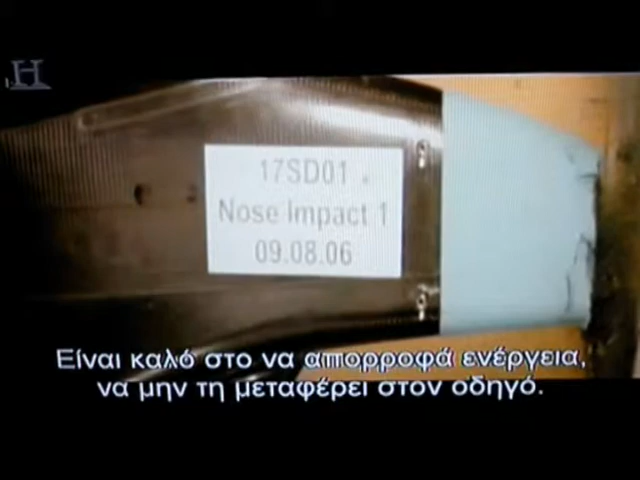 H
17SD01
Nose Impact 1
09.08.06
Είναι καλό στο να απορροφά ενέργεια,
να μην τη μεταφέρει στον οδηγό.